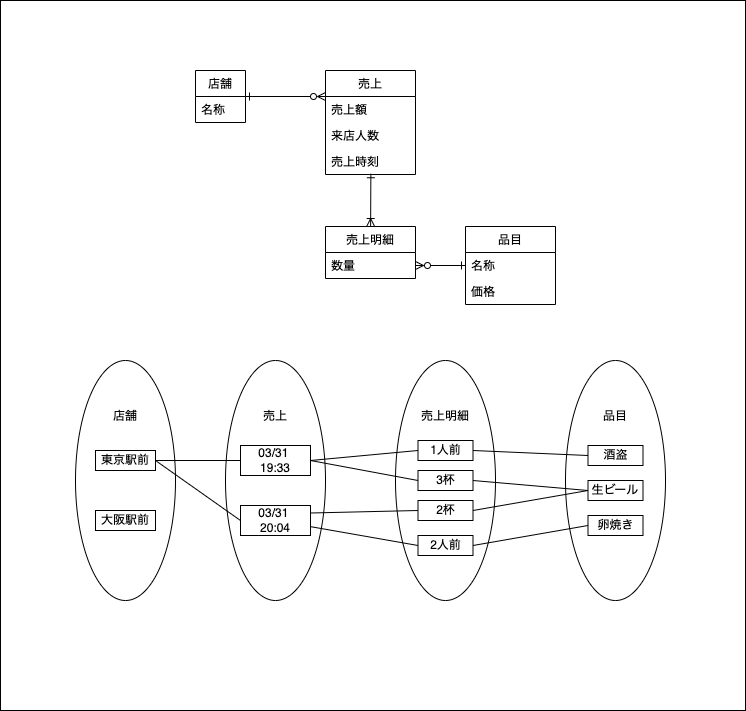 店舗
名称
売上
売上額
来店人数
売上時刻
売上明細
数量
品目
名称
価格
店舗
東京駅前
大阪駅前
売上
03/31
19:33
03/31
20:04
売上明細
1人前
3杯
2杯
2人前
品目
酒盗
生ビール
卵焼き